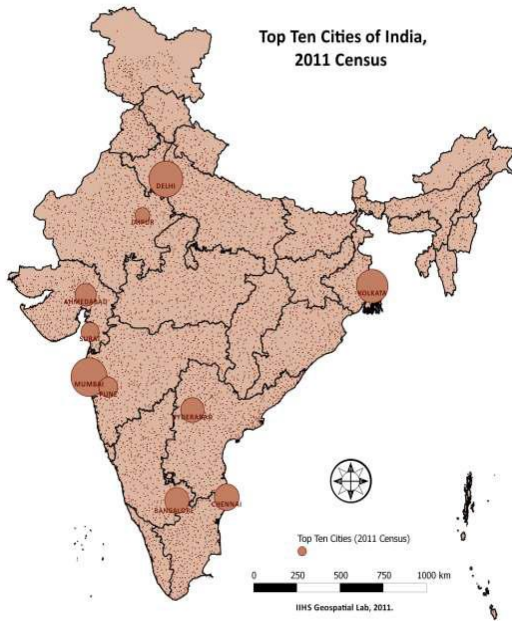 Top Ten Cities of India,
2011 Census
DELHI
JAIPUR
AHMEDABAD
KOLKATA
SURAT
MUMBAI
PUNE
HYDERABAD
BANGALORE
CHENNAI
Top Ten Cities (2011 Census)
0 250 500 750 1000 km
IIHS Geospatial Lab, 2011.